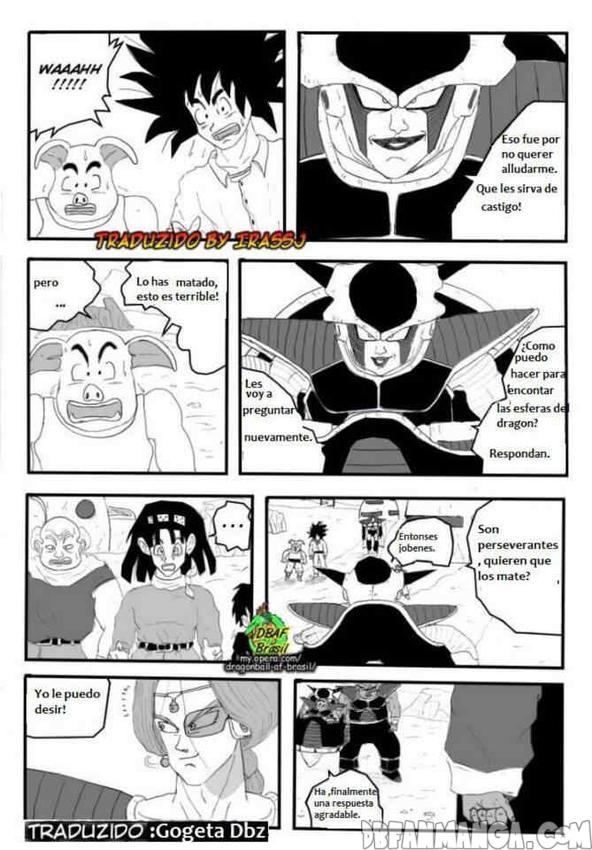 WAAAHH
!!!!!
Eso fue por
no querer
alludarme.
Que les sirva de
castigo!
TRADUZIDO BY IRASSJ
pero
...
Lo has matado,
esto es terrible!
Les
voy a
preguntar
nuevamente.
¿Como
puedo
hacer para
encontar
las esferas del
dragon?
Respondan.
...
Entonses
jobenes.
Son
perseverantes
, quieren que
los mate?
DBAF
Brasil
my.opera.com/
dragonball-af-brasil/
Yo le puedo
desir!
Ha ,finalmente
una respuesta
agradable.
TRADUZIDO :Gogeta Dbz
DBFANMANGA.COM